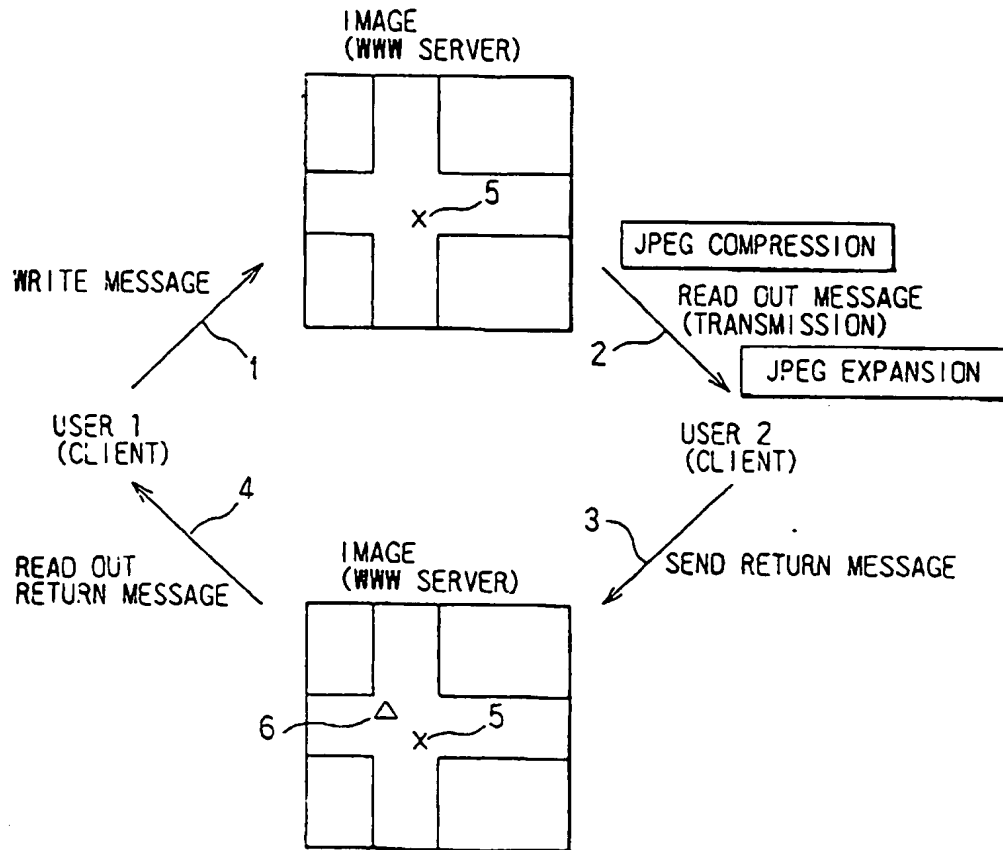 IMAGE
(WWW SERVER)
5
X
JPEG COMPRESSION
WRITE MESSAGE
READ OUT MESSAGE
(TRANSMISSION)
1
2
JPEG EXPANSION
USER 1
(CLIENT)
USER 2
(CLIENT)
4
3
IMAGE
(WWW SERVER)
READ OUT
RETURN MESSAGE
SEND RETURN MESSAGE
6
5
X